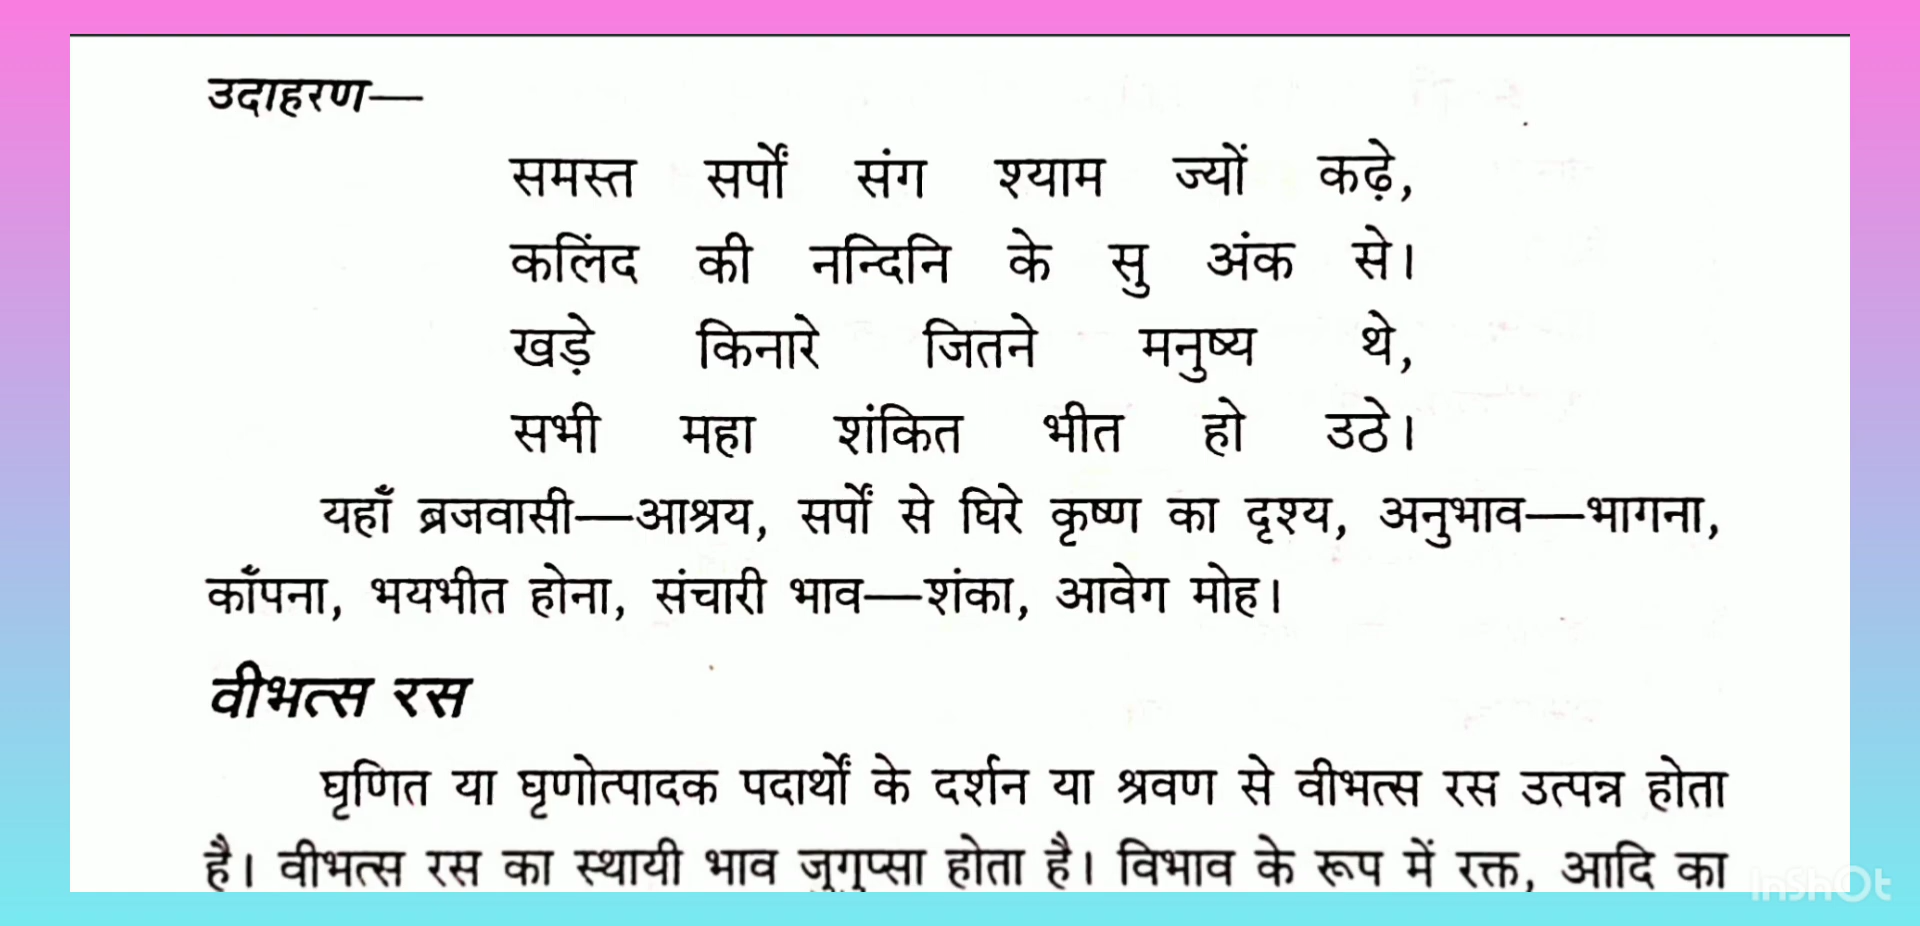 उदाहरण—
समस्त सर्पों संग श्याम ज्यों कढ़े,
कलिंद की नन्दिनि के सु अंक से।
खड़े किनारे जितने मनुष्य थे,
सभी महा शंकित भीत हो उठे।
यहाँ ब्रजवासी—आश्रय, सर्पों से घिरे कृष्ण का दृश्य, अनुभाव—भागना,
काँपना, भयभीत होना, संचारी भाव—शंका, आवेग मोह।
वीभत्स रस
घृणित या घृणोत्पादक पदार्थों के दर्शन या श्रवण से वीभत्स रस उत्पन्न होता
है। वीभत्स रस का स्थायी भाव जुगुप्सा होता है। विभाव के रूप में रक्त, आदि का
InShOt